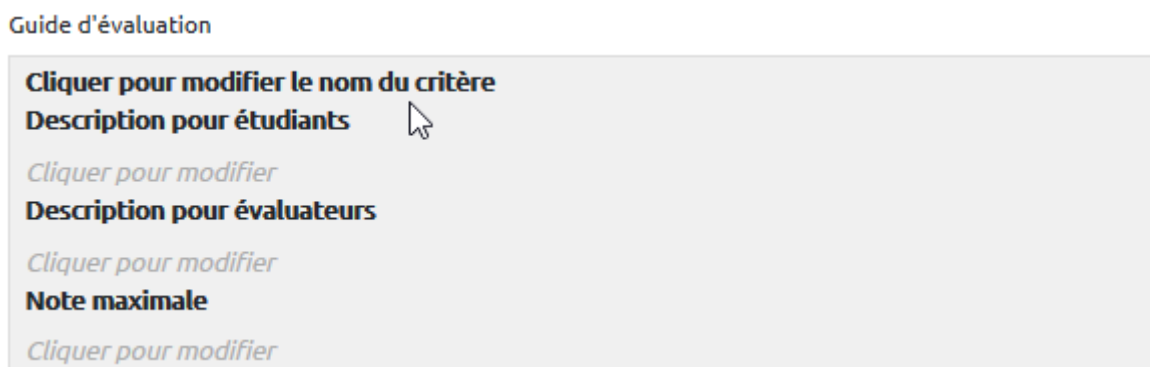 Guide d'évaluation
Cliquer pour modifier le nom du critère
Description pour étudiants
Cliquer pour modifier
Description pour évaluateurs
Cliquer pour modifier
Note maximale
Cliquer pour modifier